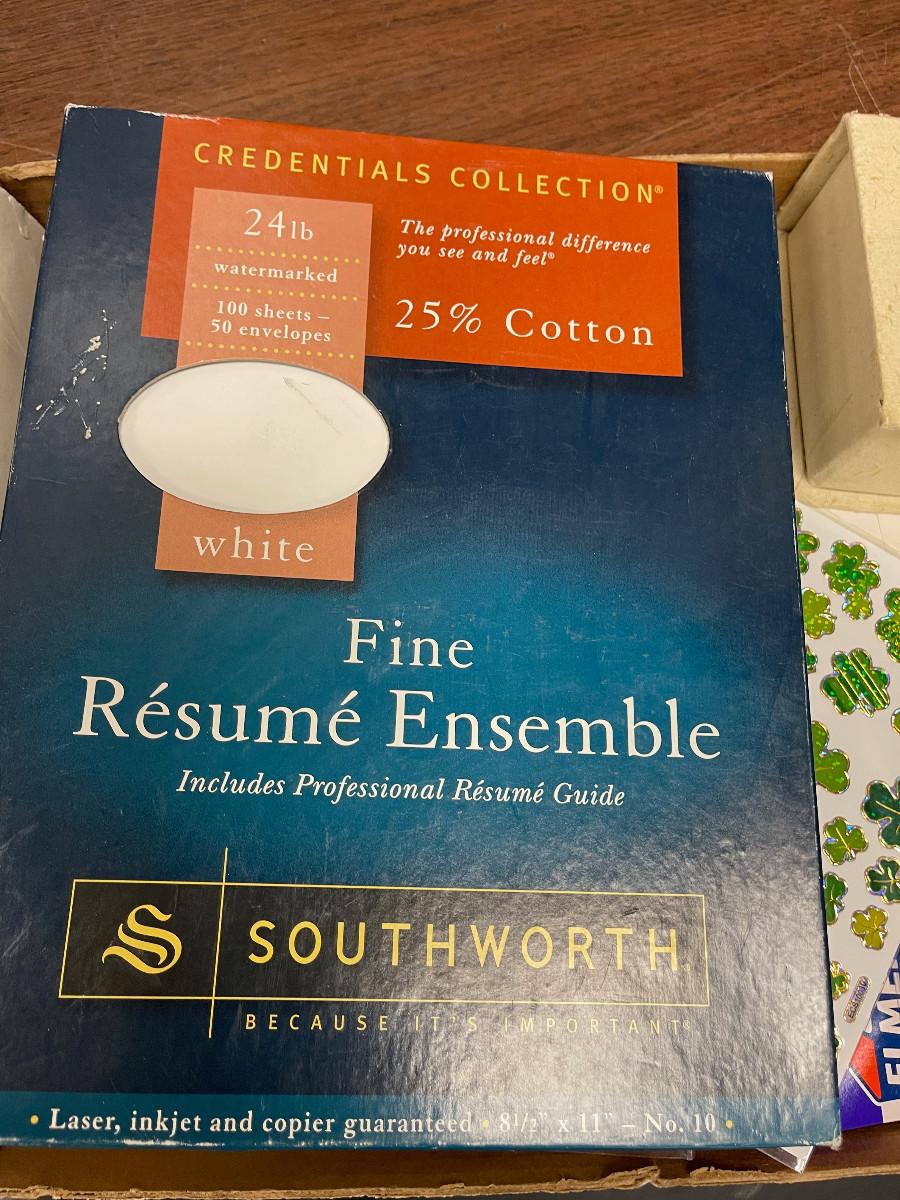 CREDENTIALS COLLECTION®
24lb
watermarked
100 sheets –
50 envelopes
The professional difference
you see and feel®
25% Cotton
white
Fine
Résumé Ensemble
Includes Professional Résumé Guide
S
SOUTHWORTH
BECAUSE IT'S IMPORTANT®
• Laser, inkjet and copier guaranteed • 8½" x 11" – No. 10 •